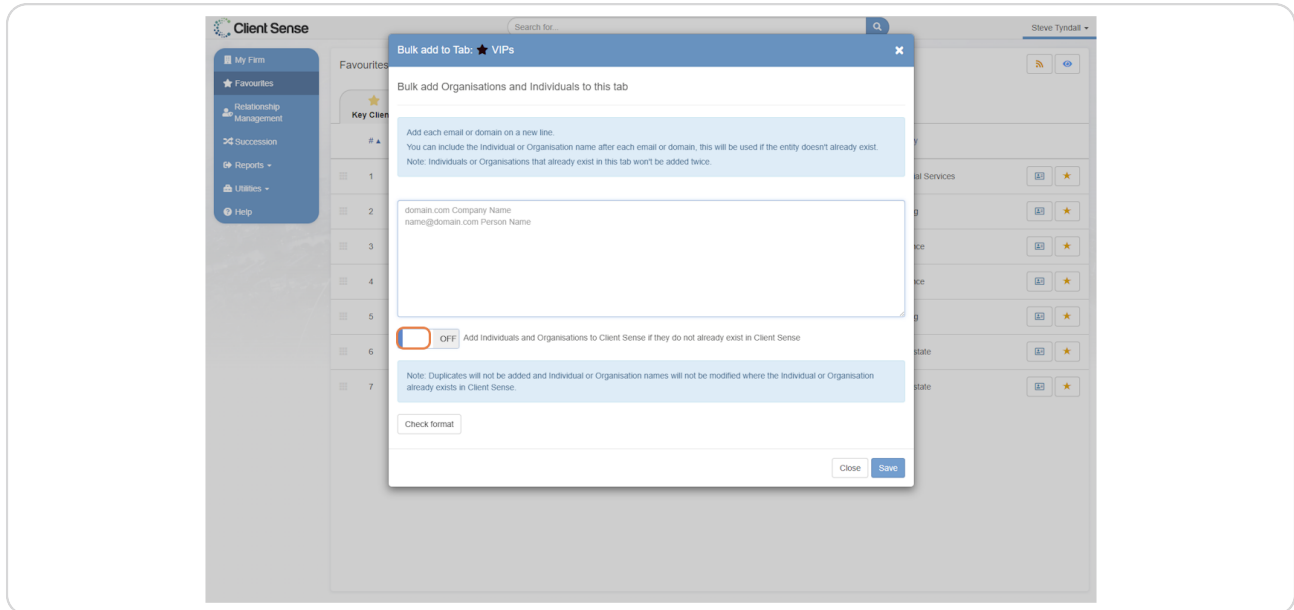 Client Sense
Search for...
Steve Tyndall
My Firm
Favourites
Relationship
Management
Succession
Reports
Utilities
Help
Favourites
Key Clien
#
1
2
3
4
5
6
7
Bulk add to Tab: VIPs
Bulk add Organisations and Individuals to this tab
Add each email or domain on a new line.
You can include the Individual or Organisation name after each email or domain, this will be used if the entity doesn't already exist.
Note: Individuals or Organisations that already exist in this tab won't be added twice.
domain.com Company Name
name@domain.com Person Name
OFF Add Individuals and Organisations to Client Sense if they do not already exist in Client Sense
Note: Duplicates will not be added and Individual or Organisation names will not be modified where the Individual or Organisation
already exists in Client Sense.
Check format
Close Save
y
ial Services
g
nce
nce
g
state
state